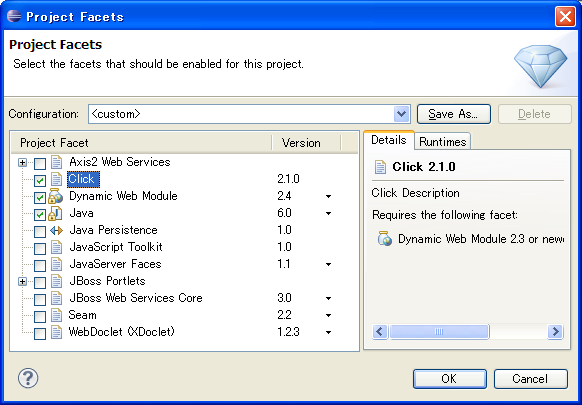 Project Facets
Project Facets
Select the facets that should be enabled for this project.
Configuration: <custom> Save As... Delete
Project Facet Version
Axis2 Web Services
Click 2.1.0
Dynamic Web Module 2.4
Java 6.0
Java Persistence 1.0
JavaScript Toolkit 1.0
JavaServer Faces 1.1
JBoss Portlets
JBoss Web Services Core 3.0
Seam 2.2
WebDoclet (XDoclet) 1.2.3
Details Runtimes
Click 2.1.0
Click Description
Requires the following facet:
Dynamic Web Module 2.3 or newe
? OK Cancel